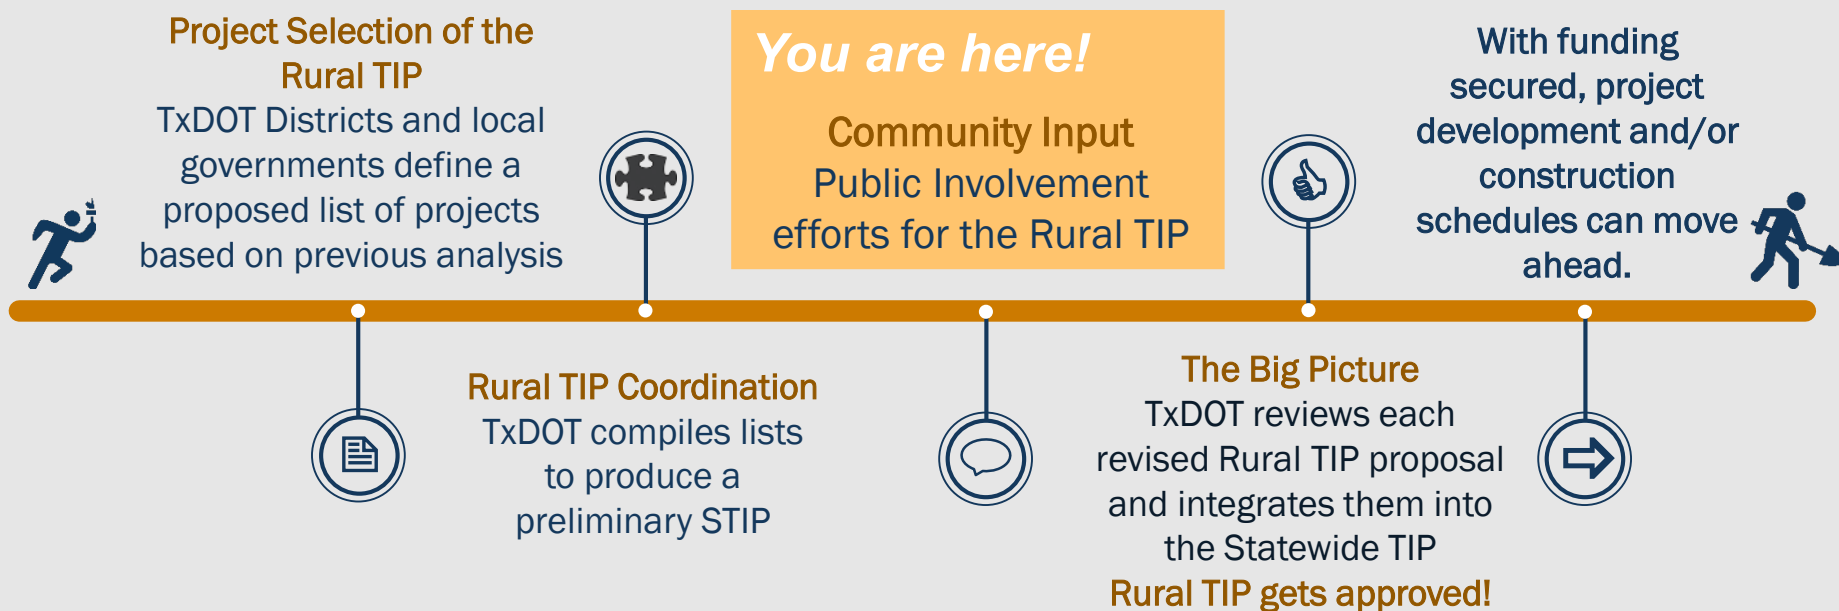 Project Selection of the
Rural TIP
TxDOT Districts and local
governments define a
proposed list of projects
based on previous analysis
Rural TIP Coordination
TxDOT compiles lists
to produce a
preliminary STIP
You are here!
Community Input
Public Involvement
efforts for the Rural TIP
The Big Picture
TxDOT reviews each
revised Rural TIP proposal
and integrates them into
the Statewide TIP
Rural TIP gets approved!
With funding
secured, project
development and/or
construction
schedules can move
ahead.